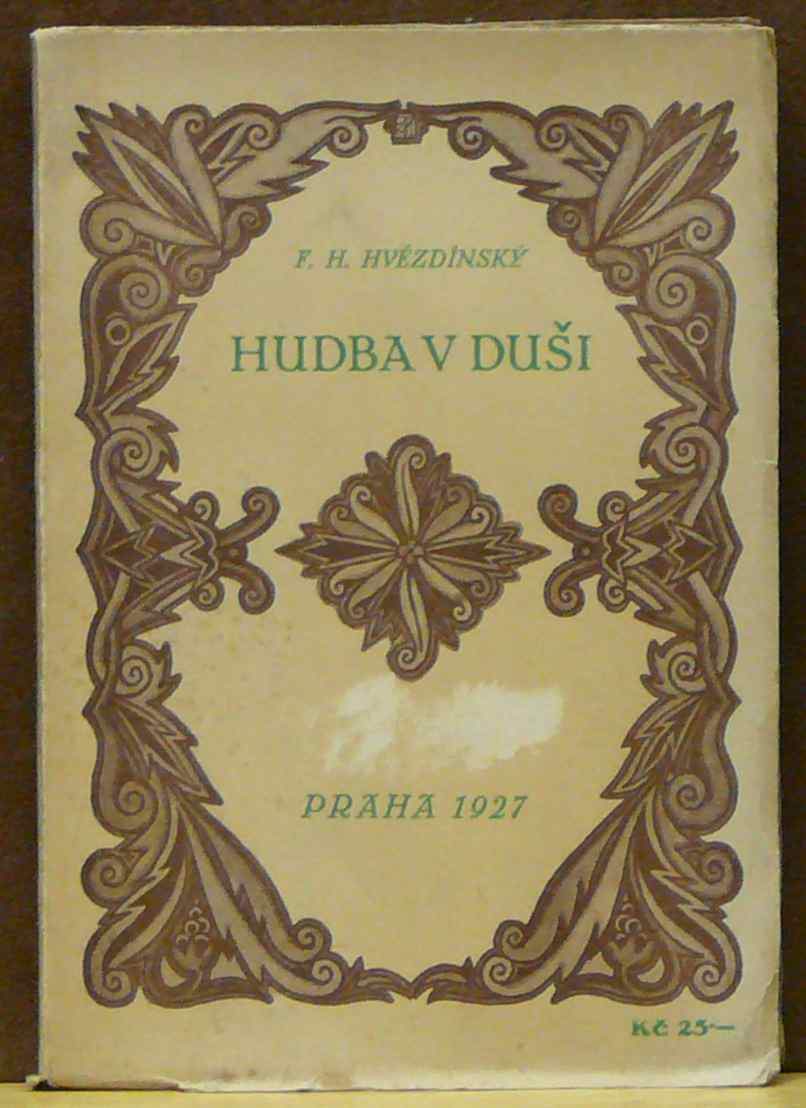 F. H. HVĚZDÍNSKÝ
HUDBA V DUŠI
PRAHA 1927
Kč 25·—